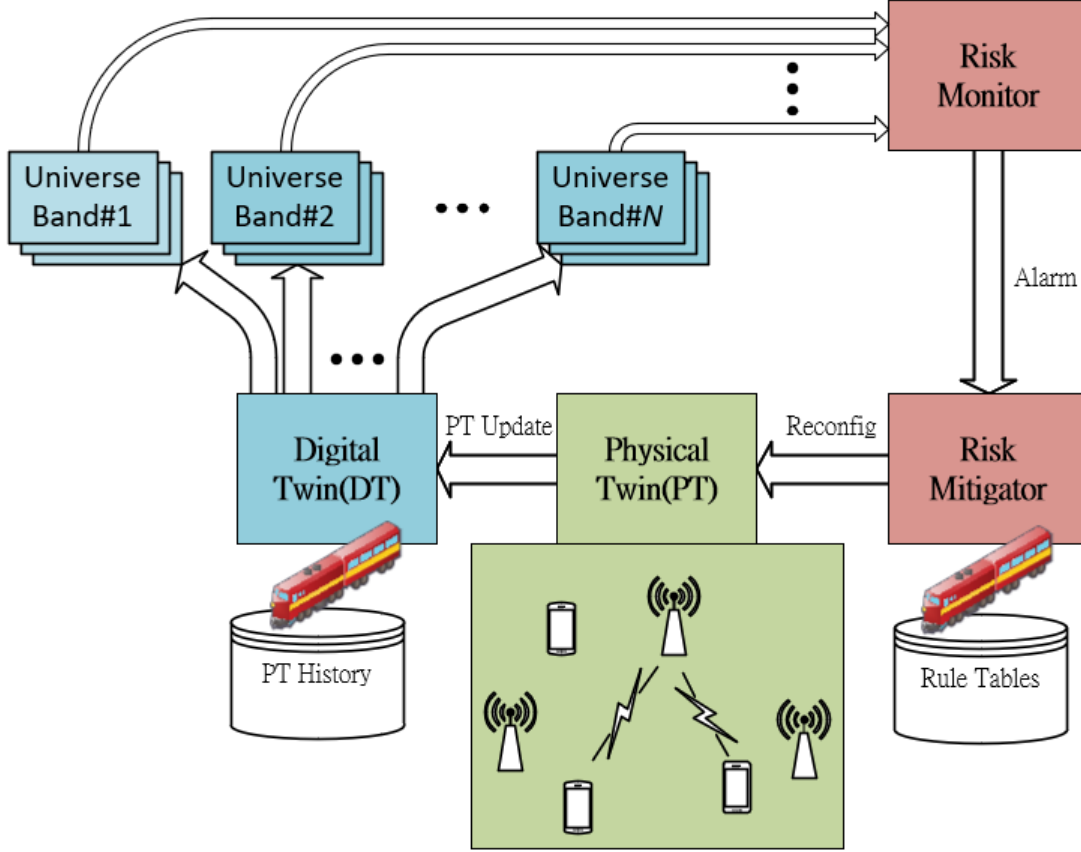 Risk
Monitor
Universe
Band#1
Universe
Band#2
Universe
Band#N
Alarm
Digital
Twin(DT)
PT Update
Physical
Twin(PT)
Reconfig
Risk
Mitigator
PT History
Rule Tables